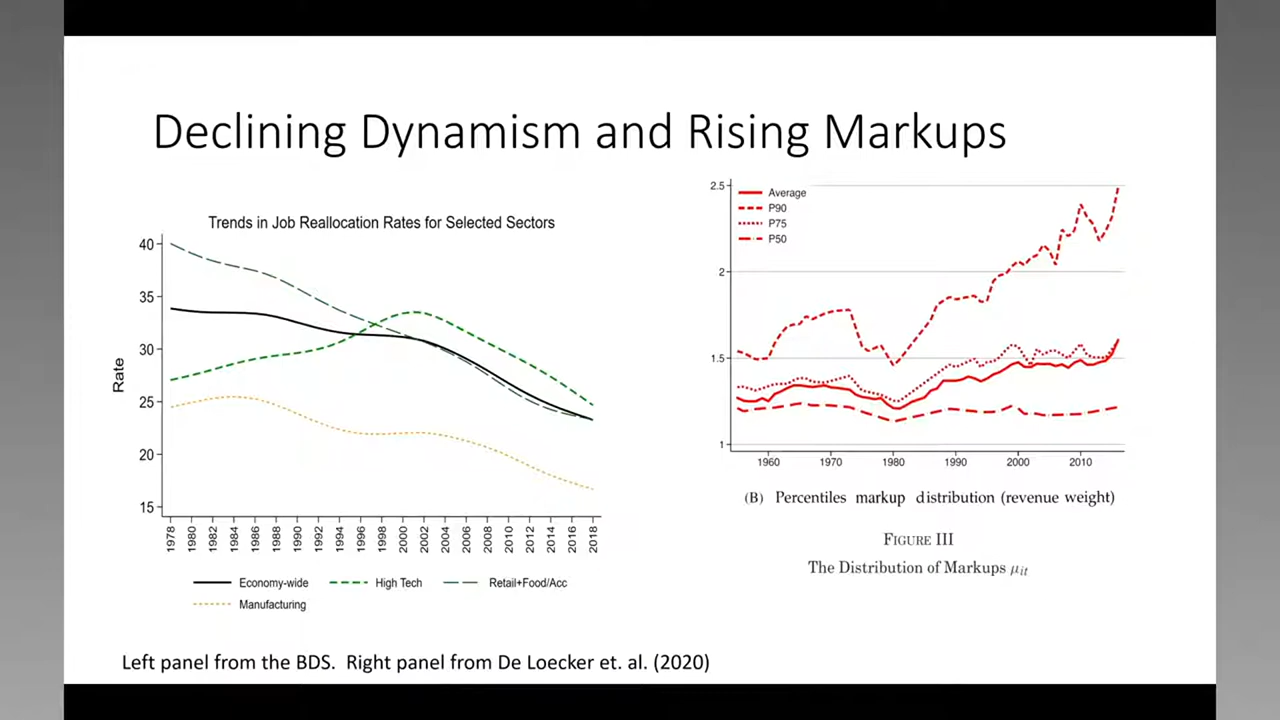 Declining Dynamism and Rising Markups
Trends in Job Reallocation Rates for Selected Sectors
40
35
30
25
20
15
Rate
1978 1980 1982 1984 1986 1988 1990 1992 1994 1996 1998 2000 2002 2004 2006 2008 2010 2012 2014 2016 2018
Economy-wide High Tech Retail+Food/Acc
Manufacturing
2.5
2
1.5
1
Average
P90
P75
P50
1960 1970 1980 1990 2000 2010
(B) Percentiles markup distribution (revenue weight)
FIGURE III
The Distribution of Markups μit
Left panel from the BDS. Right panel from De Loecker et. al. (2020)